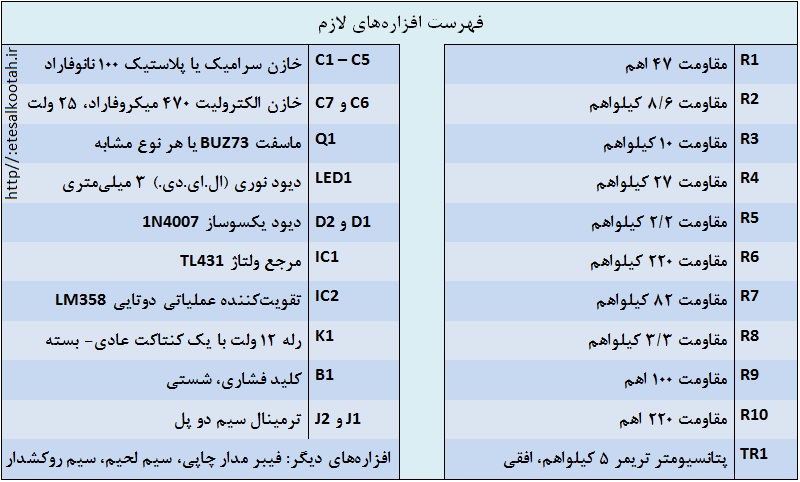 فهرست افزاره‌های لازم
R1 مقاومت ۴۷ اهم
R2 مقاومت ۸/۶ کیلواهم
R3 مقاومت ۱۰ کیلواهم
R4 مقاومت ۲۷ کیلواهم
R5 مقاومت ۲/۲ کیلواهم
R6 مقاومت ۲۲۰ کیلواهم
R7 مقاومت ۸۲ کیلواهم
R8 مقاومت ۳/۳ کیلواهم
R9 مقاومت ۱۰۰ اهم
R10 مقاومت ۲۲۰ اهم
TR1 پتانسیومتر تریمر ۵ کیلواهم، افقی
C1 – C5 خازن سرامیک یا پلاستیک ۱۰۰ نانوفاراد
C6 و C7 خازن الکترولیت ۴۷۰ میکروفاراد، ۲۵ ولت
Q1 ماسفت BUZ73 یا هر نوع مشابه
LED1 دیود نوری (ال.ای.دی.) ۳ میلی‌متری
D1 و D2 دیود یکسوساز 1N4007
IC1 مرجع ولتاژ TL431
IC2 تقویت‌کننده عملیاتی دوتایی LM358
K1 رله ۱۲ ولت با یک کنتاکت عادی- بسته
B1 کلید فشاری، شستی
J1 و J2 ترمینال سیم دو پل
افزاره‌های دیگر: فیبر مدار چاپی، سیم لحیم، سیم روکشدار
http//:etesalkootah.ir